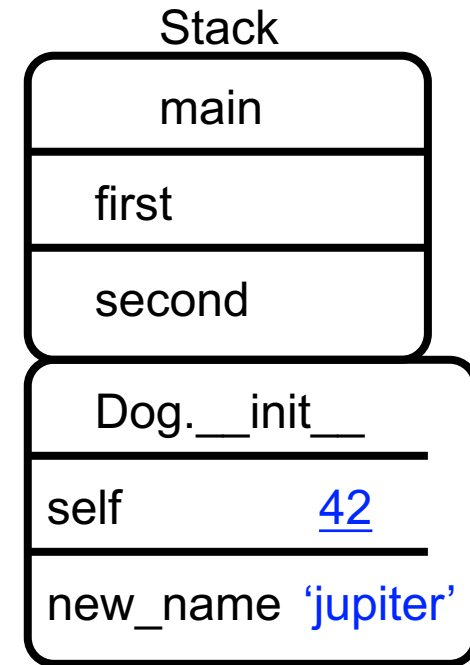 Stack
main
first
second
Dog.__init__
self 42
new_name ‘jupiter’